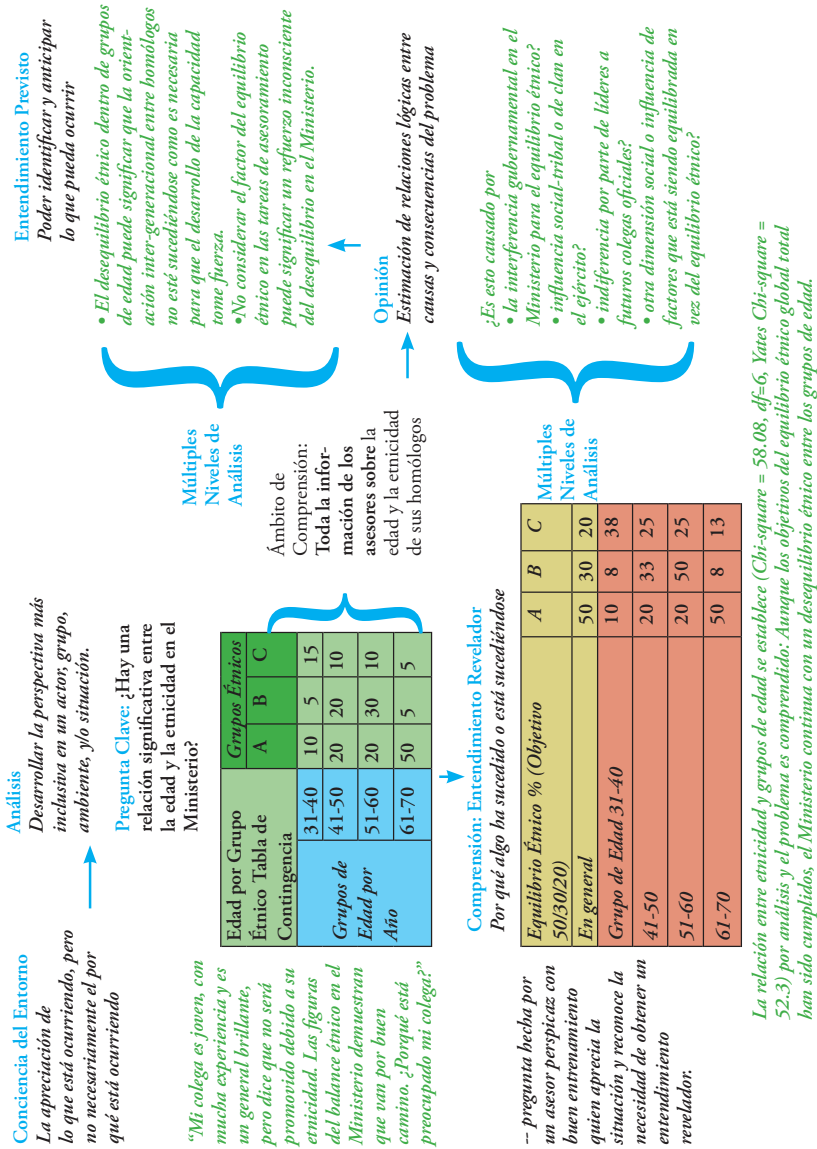 Conciencia del Entorno
La apreciación de
lo que está ocurriendo, pero
no necesariamente el por
qué está ocurriendo
Análisis
Desarrollar la perspectiva más
inclusiva en un actor, grupo,
ambiente, y/o situación.
Pregunta Clave: ¿Hay una
relación significativa entre
la edad y la etnicidad en el
Ministerio?
Entendimiento Previsto
Poder identificar y anticipar
lo que pueda ocurrir
“Mi colega es joven, con
mucha experiencia y es
un general brillante,
pero dice que no será
promovido debido a su
etnicidad. Las figuras
del balance étnico en el
Ministerio demuestran
que van por buen
camino. ¿Porqué está
preocupado mi colega?”
Edad por Grupo
Étnico Tabla de
Contingencia
Grupos Étnicos
A B C
Grupos de
Edad por
Año
31-40 10 5 15
41-50 20 20 10
51-60 20 30 10
61-70 50 5 5
Ámbito de
Comprensión:
Toda la infor-
mación de los
asesores sobre la
edad y la etnicidad
de sus homólogos
Múltiples
Niveles de
Análisis
• El desequilibrio étnico dentro de grupos
de edad puede significar que la orient-
ación inter-generacional entre homólogos
no esté sucediéndose como es necesaria
para que el desarrollo de la capacidad
tome fuerza.
•No considerar el factor del equilibrio
étnico en las tareas de asesoramiento
puede significar un refuerzo inconsciente
del desequilibrio en el Ministerio.
Opinión
Estimación de relaciones lógicas entre
causas y consecuencias del problema
-- pregunta hecha por
un asesor perspicaz con
buen entrenamiento
quien aprecia la
situación y reconoce la
necesidad de obtener un
entendimiento
revelador.
Comprensión: Entendimiento Revelador
Por qué algo ha sucedido o está sucediéndose
Equilibrio Étnico % (Objetivo
50/30/20)
A B C
En general 50 30 20
Grupo de Edad 31-40 10 8 38
41-50 20 33 25
51-60 20 50 25
61-70 50 8 13
Múltiples
Niveles de
Análisis
¿Es esto causado por
• la interferencia gubernamental en el
Ministerio para el equilibrio étnico?
• influencia social-tribal o de clan en
el ejército?
• indiferencia por parte de líderes a
futuros colegas oficiales?
• otra dimensión social o influencia de
factores que está siendo equilibrada en
vez del equilibrio étnico?
La relación entre etnicidad y grupos de edad se establece (Chi-square = 58.08, df=6, Yates Chi-square =
52.3) por análisis y el problema es comprendido: Aunque los objetivos del equilibrio étnico global total
han sido cumplidos, el Ministerio continua con un desequilibrio étnico entre los grupos de edad.